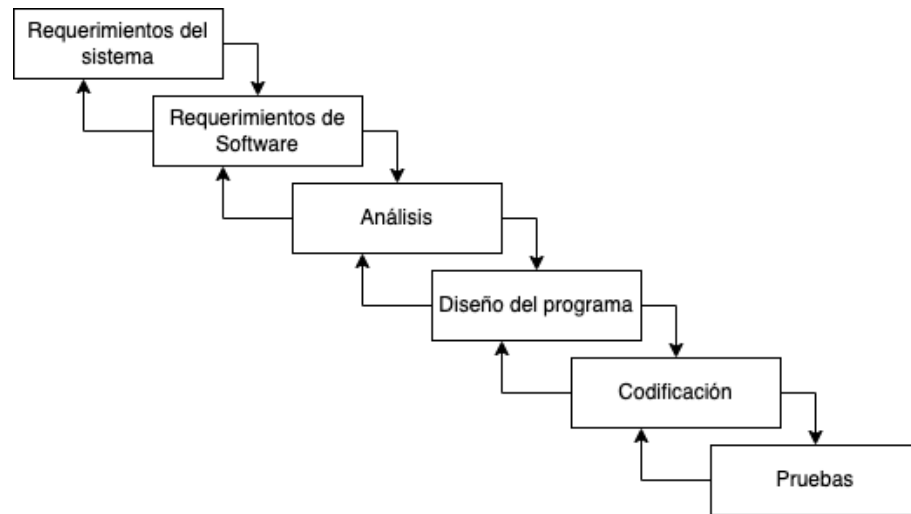 Requerimientos del
sistema
Requerimientos de
Software
Análisis
Diseño del programa
Codificación
Pruebas